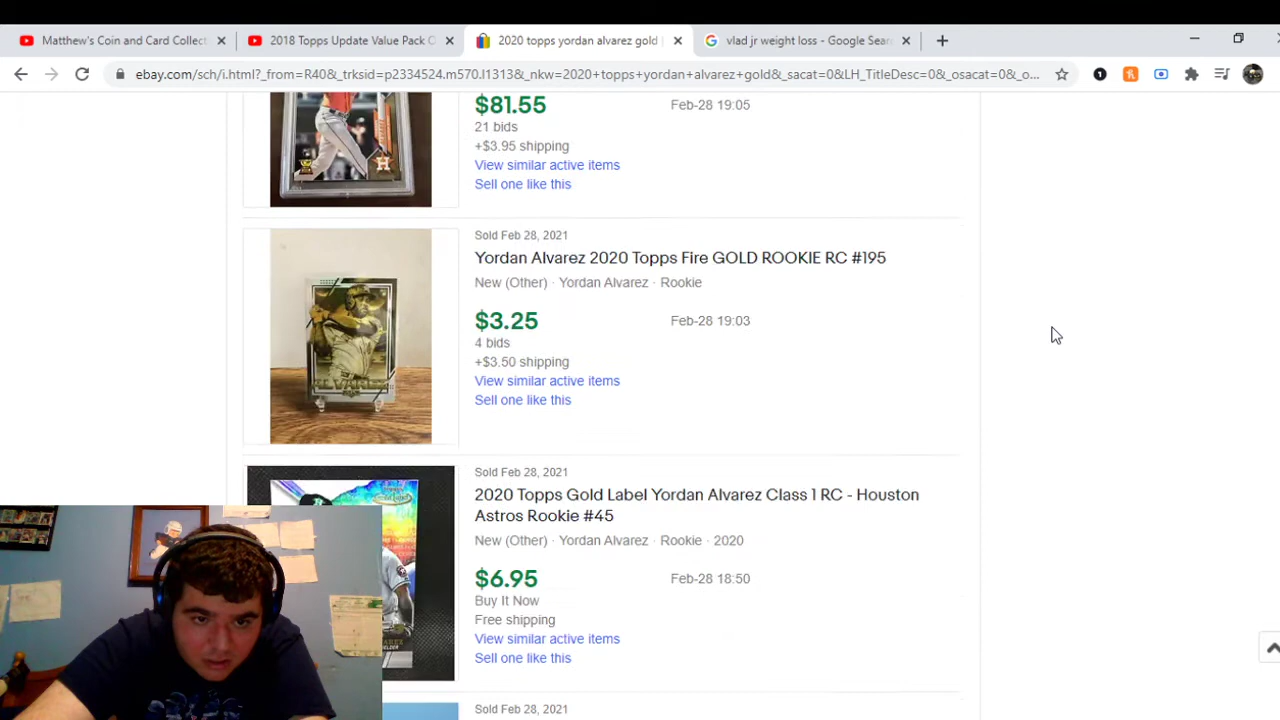 Matthew's Coin and Card Collect
2018 Topps Update Value Pack O
2020 topps yordan alvarez gold |
vlad jr weight loss - Google Sear
ebay.com/sch/i.html?_from=R40&_trksid=p2334524.m570.l1313&_nkw=2020+topps+yordan+alvarez+gold&_sacat=0&LH_TitleDesc=0&_osacat=0&_o...
$81.55
Feb-28 19:05
21 bids
+$3.95 shipping
View similar active items
Sell one like this
Sold Feb 28, 2021
Yordan Alvarez 2020 Topps Fire GOLD ROOKIE RC #195
New (Other) · Yordan Alvarez · Rookie
$3.25
Feb-28 19:03
4 bids
+$3.50 shipping
View similar active items
Sell one like this
ALVAREZ
Sold Feb 28, 2021
2020 Topps Gold Label Yordan Alvarez Class 1 RC - Houston
Astros Rookie #45
New (Other) · Yordan Alvarez · Rookie · 2020
$6.95
Feb-28 18:50
Buy It Now
Free shipping
View similar active items
Sell one like this
Sold Feb 28, 2021